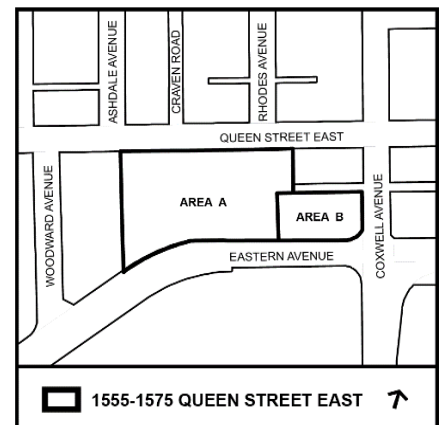 ASHDALE AVENUE
CRAVEN ROAD
RHODES AVENUE
QUEEN STREET EAST
WOODWARD AVENUE
AREA A
AREA B
COXWELL AVENUE
EASTERN AVENUE
1555-1575 QUEEN STREET EAST